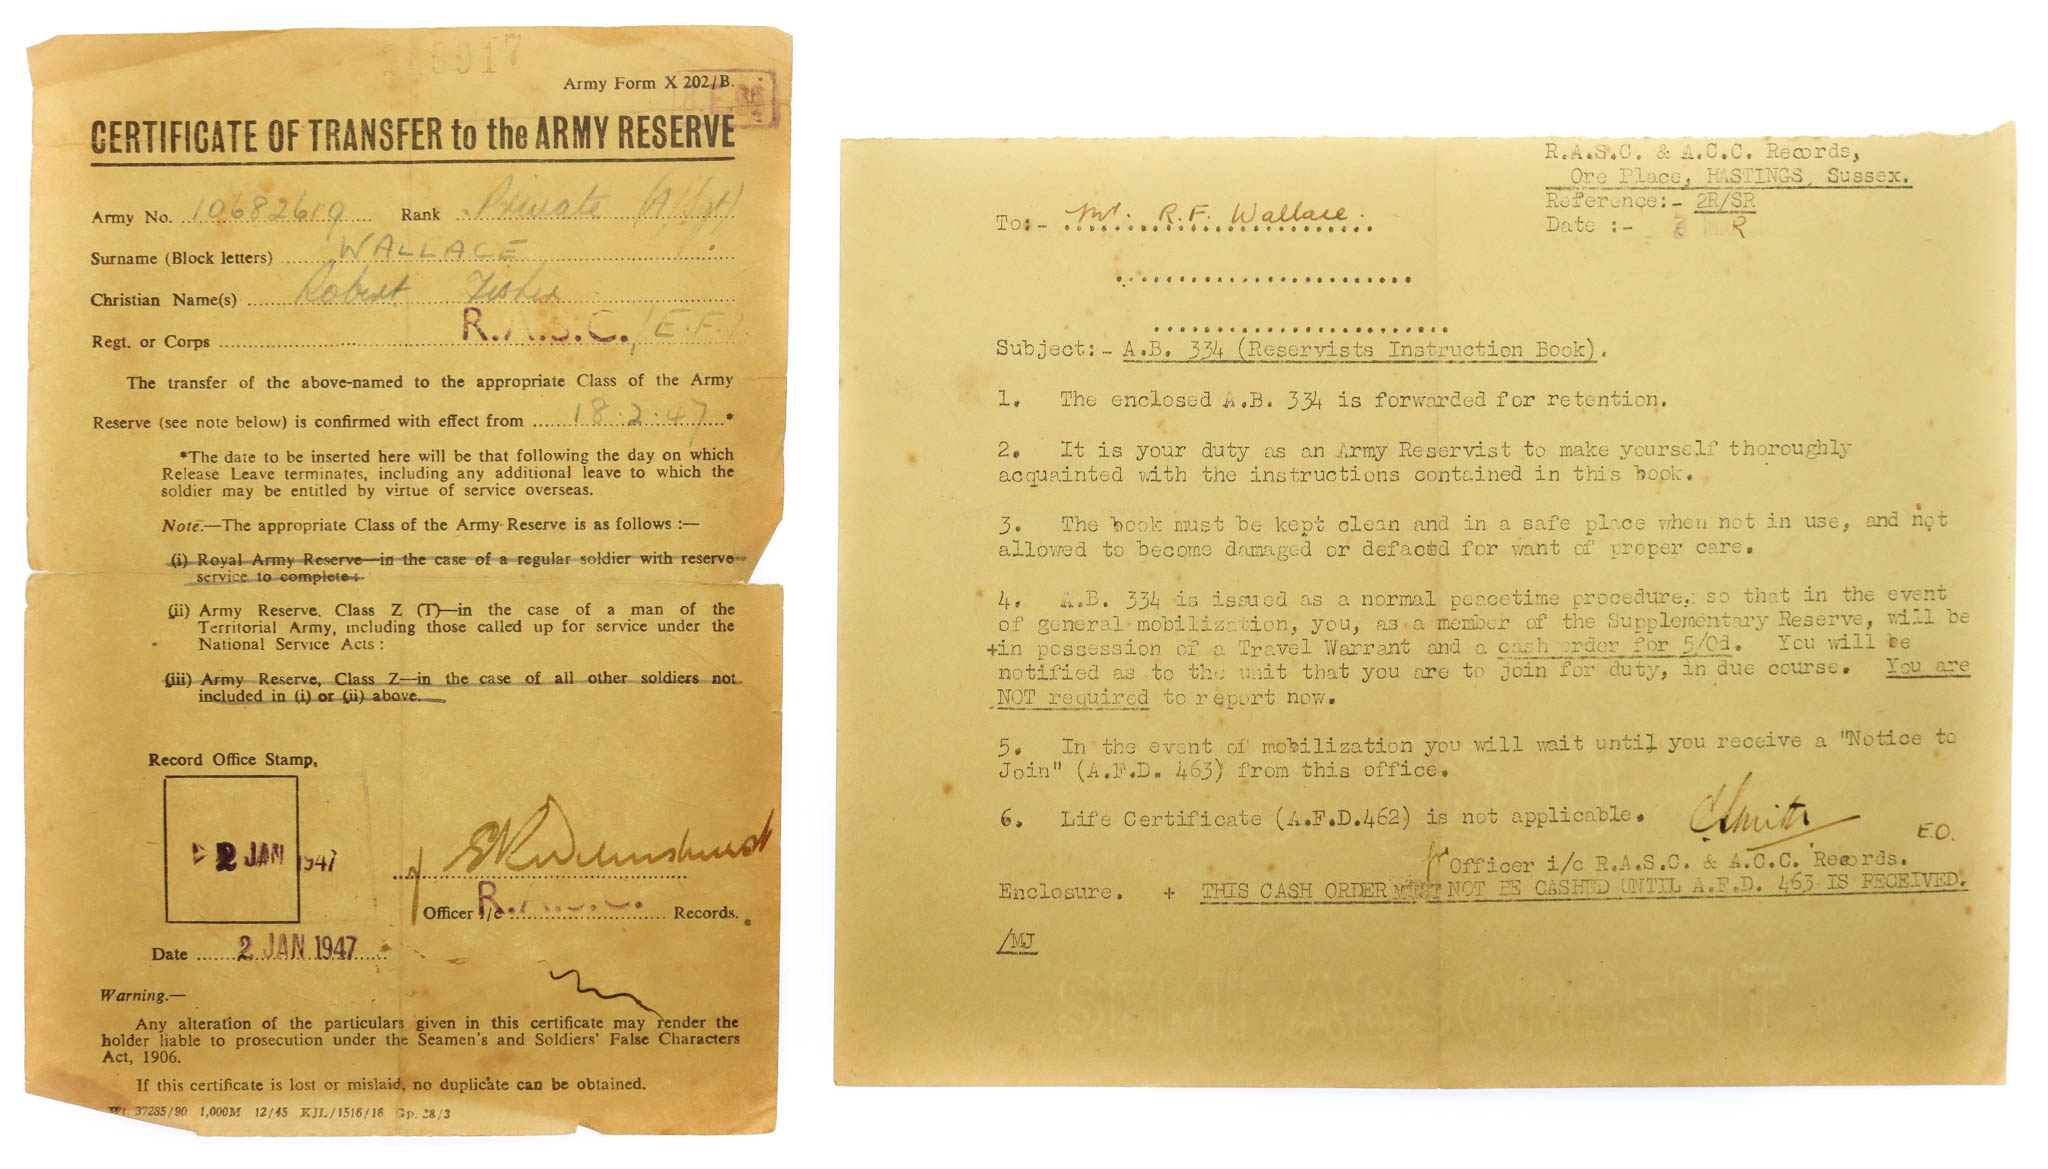 Army Form X 202/B.
CERTIFICATE OF TRANSFER to the ARMY RESERVE
Army No. 10682619 Rank Private (A/Sgt)
Surname (Block letters) WALLACE
Christian Name(s) Robert Fisher
Regt. or Corps R.A.S.C. / E.F.I.
The transfer of the above-named to the appropriate Class of the Army
Reserve (see note below) is confirmed with effect from 18.2.47 *
*The date to be inserted here will be that following the day on which
Release Leave terminates, including any additional leave to which the
soldier may be entitled by virtue of service overseas.
Note.—The appropriate Class of the Army Reserve is as follows :—
(i) Royal Army Reserve—in the case of a regular soldier with reserve
service to complete :
(ii) Army Reserve, Class Z (T)—in the case of a man of the
Territorial Army, including those called up for service under the
National Service Acts :
(iii) Army Reserve, Class Z—in the case of all other soldiers not
included in (i) or (ii) above.
Record Office Stamp.
2 JAN 1947
Officer i/c R.A.S.C. Records.
Date 2 JAN 1947
Warning.—
Any alteration of the particulars given in this certificate may render the
holder liable to prosecution under the Seamen's and Soldiers' False Characters
Act, 1906.
If this certificate is lost or mislaid, no duplicate can be obtained.
Wt. 37285/90 1,000M 12/45 KJL/1516/16 Gp. 38/3
R.A.S.C. & A.C.C. Records,
Ore Place, HASTINGS, Sussex.
Reference:- 2R/SR
Date :-
To:- Mr. R.F. Wallace.
Subject:- A.B. 334 (Reservists Instruction Book).
1. The enclosed A.B. 334 is forwarded for retention.
2. It is your duty as an Army Reservist to make yourself thoroughly
acquainted with the instructions contained in this book.
3. The book must be kept clean and in a safe place when not in use, and not
allowed to become damaged or defaced for want of proper care.
4. A.B. 334 is issued as a normal peacetime procedure, so that in the event
of general mobilization, you, as a member of the Supplementary Reserve, will be
+in possession of a Travel Warrant and a cash order for 5/0d. You will be
notified as to the unit that you are to join for duty, in due course. You are
NOT required to report now.
5. In the event of mobilization you will wait until you receive a "Notice to
Join" (A.F.D. 463) from this office.
6. Life Certificate (A.F.D.462) is not applicable.
CSmith E.O.
for Officer i/c R.A.S.C. & A.C.C. Records.
Enclosure. + THIS CASH ORDER MUST NOT BE CASHED UNTIL A.F.D. 463 IS RECEIVED.
/MJ